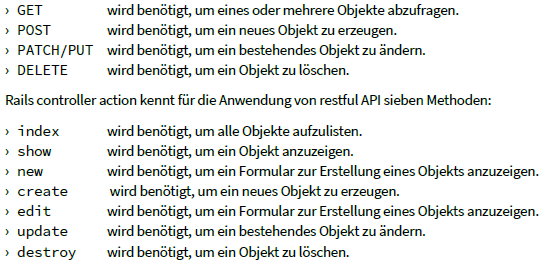 › GET wird benötigt, um eines oder mehrere Objekte abzufragen.
› POST wird benötigt, um ein neues Objekt zu erzeugen.
› PATCH/PUT wird benötigt, um ein bestehendes Objekt zu ändern.
› DELETE wird benötigt, um ein Objekt zu löschen.
Rails controller action kennt für die Anwendung von restful API sieben Methoden:
› index wird benötigt, um alle Objekte aufzulisten.
› show wird benötigt, um ein Objekt anzuzeigen.
› new wird benötigt, um ein Formular zur Erstellung eines Objekts anzuzeigen.
› create wird benötigt, um ein neues Objekt zu erzeugen.
› edit wird benötigt, um ein Formular zur Erstellung eines Objekts anzuzeigen.
› update wird benötigt, um ein bestehendes Objekt zu ändern.
› destroy wird benötigt, um ein Objekt zu löschen.